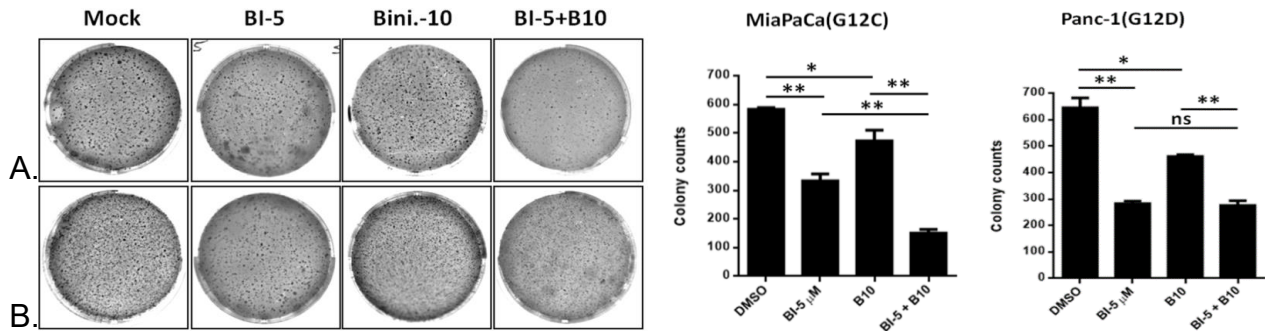 Mock BI-5 Bini.-10 BI-5+B10
A.
B.
MiaPaCa(G12C)
Colony counts
700
600
500
400
300
200
100
0
*
** **
**
DMSO
BI-5 μM
B10
BI-5 + B10
Panc-1(G12D)
Colony counts
700
600
500
400
300
200
100
0
*
** **
ns
DMSO
BI-5 μM
B10
BI-5 + B10